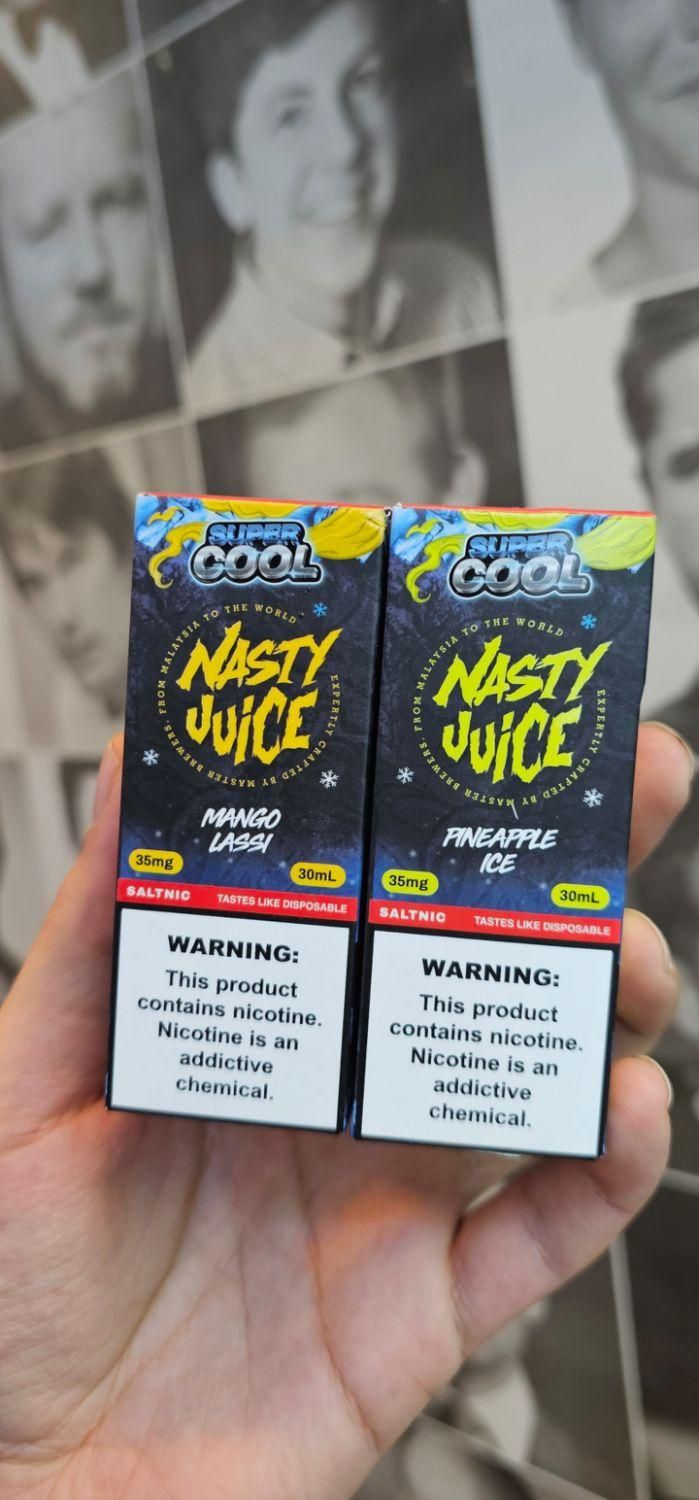 SUPER
COOL
FROM MALAYSIA TO THE WORLD
EXPERTLY CRAFTED BY MASTER BREWERS,
NASTY
JUICE
MANGO
LASSI
35mg
30mL
SALTNIC TASTES LIKE DISPOSABLE
WARNING:
This product
contains nicotine.
Nicotine is an
addictive
chemical.
SUPER
COOL
FROM MALAYSIA TO THE WORLD
EXPERTLY CRAFTED BY MASTER BREWERS,
NASTY
JUICE
PINEAPPLE
ICE
35mg
30mL
SALTNIC TASTES LIKE DISPOSABLE
WARNING:
This product
contains nicotine.
Nicotine is an
addictive
chemical.